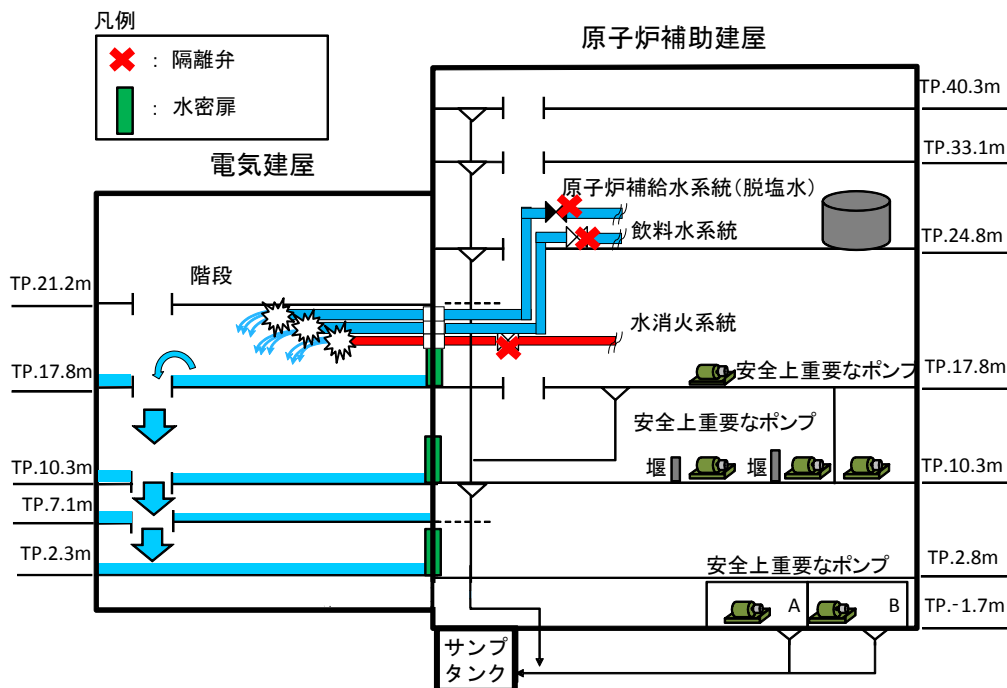 凡例
: 隔離弁
: 水密扉
原子炉補助建屋
電気建屋
TP.40.3m
TP.33.1m
原子炉補給水系統(脱塩水)
飲料水系統
TP.24.8m
階段
TP.21.2m
水消火系統
TP.17.8m
安全上重要なポンプ
TP.17.8m
安全上重要なポンプ
堰
堰
TP.10.3m
TP.10.3m
TP.7.1m
TP.2.3m
安全上重要なポンプ
TP.2.8m
A
B
TP.-1.7m
サンプ
タンク